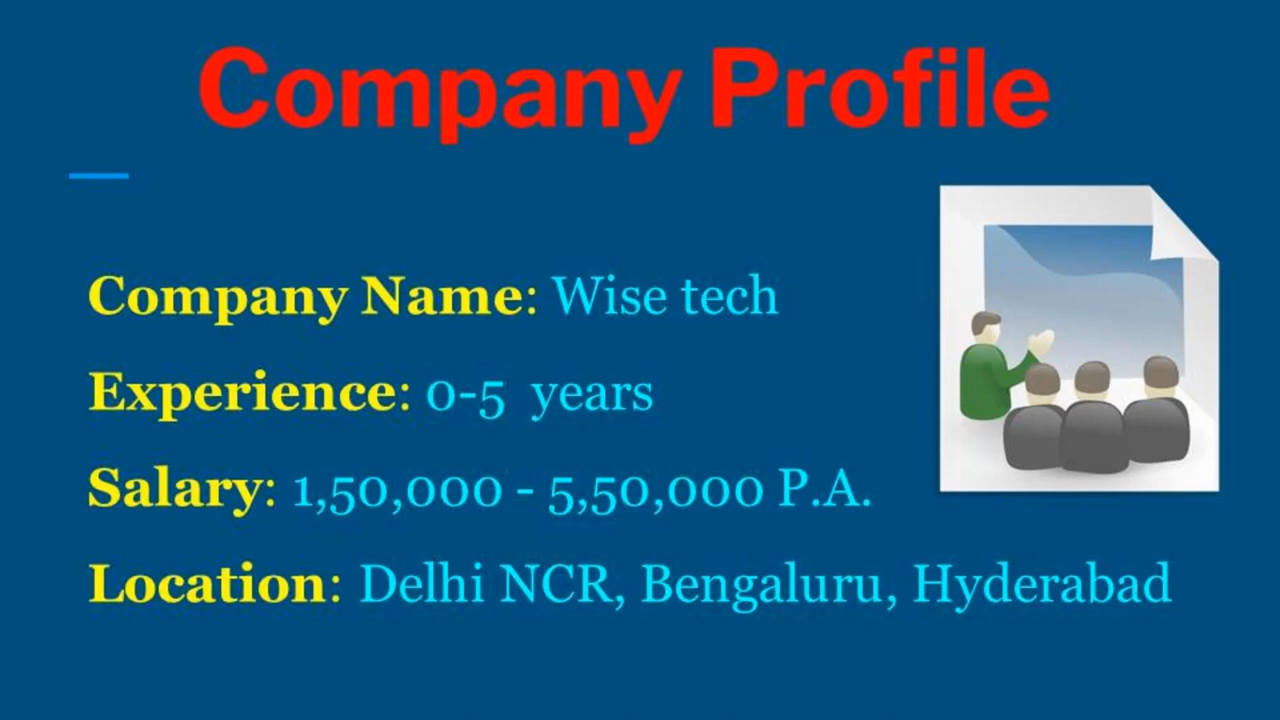 Company Profile
Company Name: Wise tech
Experience: 0-5 years
Salary: 1,50,000 - 5,50,000 P.A.
Location: Delhi NCR, Bengaluru, Hyderabad